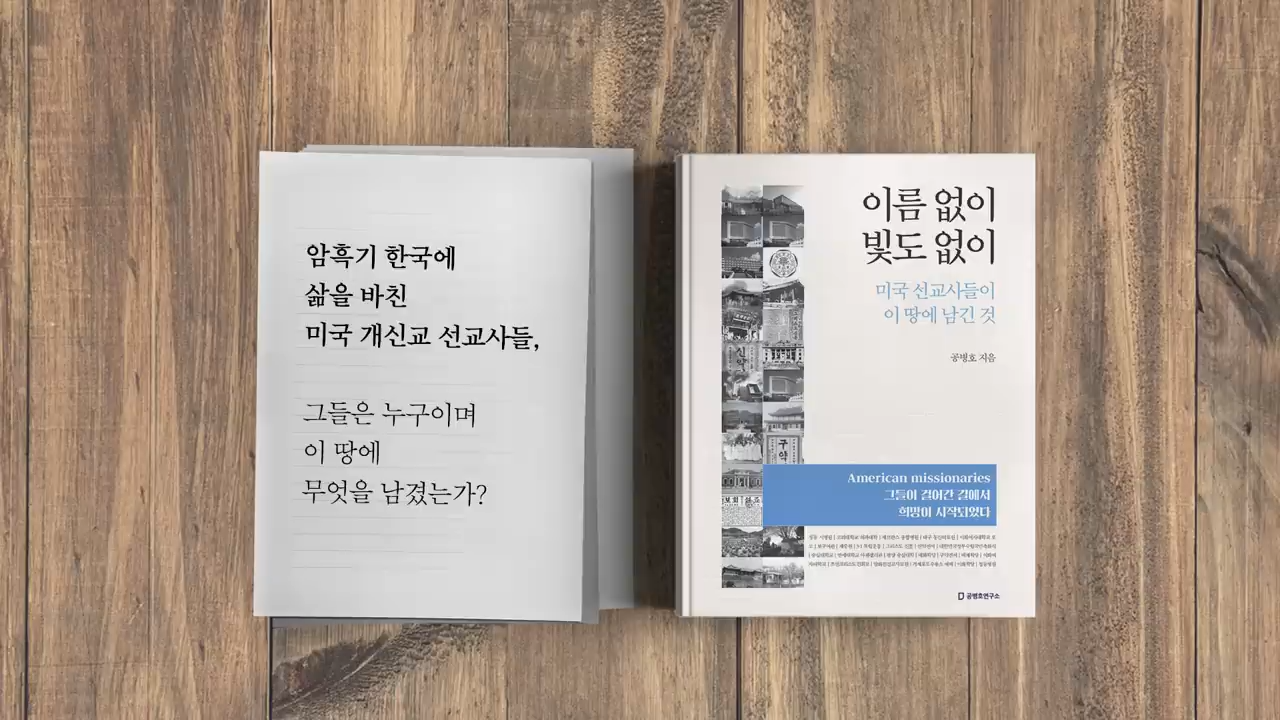 암흑기 한국에
삶을 바친
미국 개신교 선교사들,
그들은 누구이며
이 땅에
무엇을 남겼는가?
이름 없이
빛도 없이
미국 선교사들이
이 땅에 남긴 것
공병호 지음
신약
구약
American missionaries
그들이 걸어간 길에서
희망이 시작되었다
공병호연구소